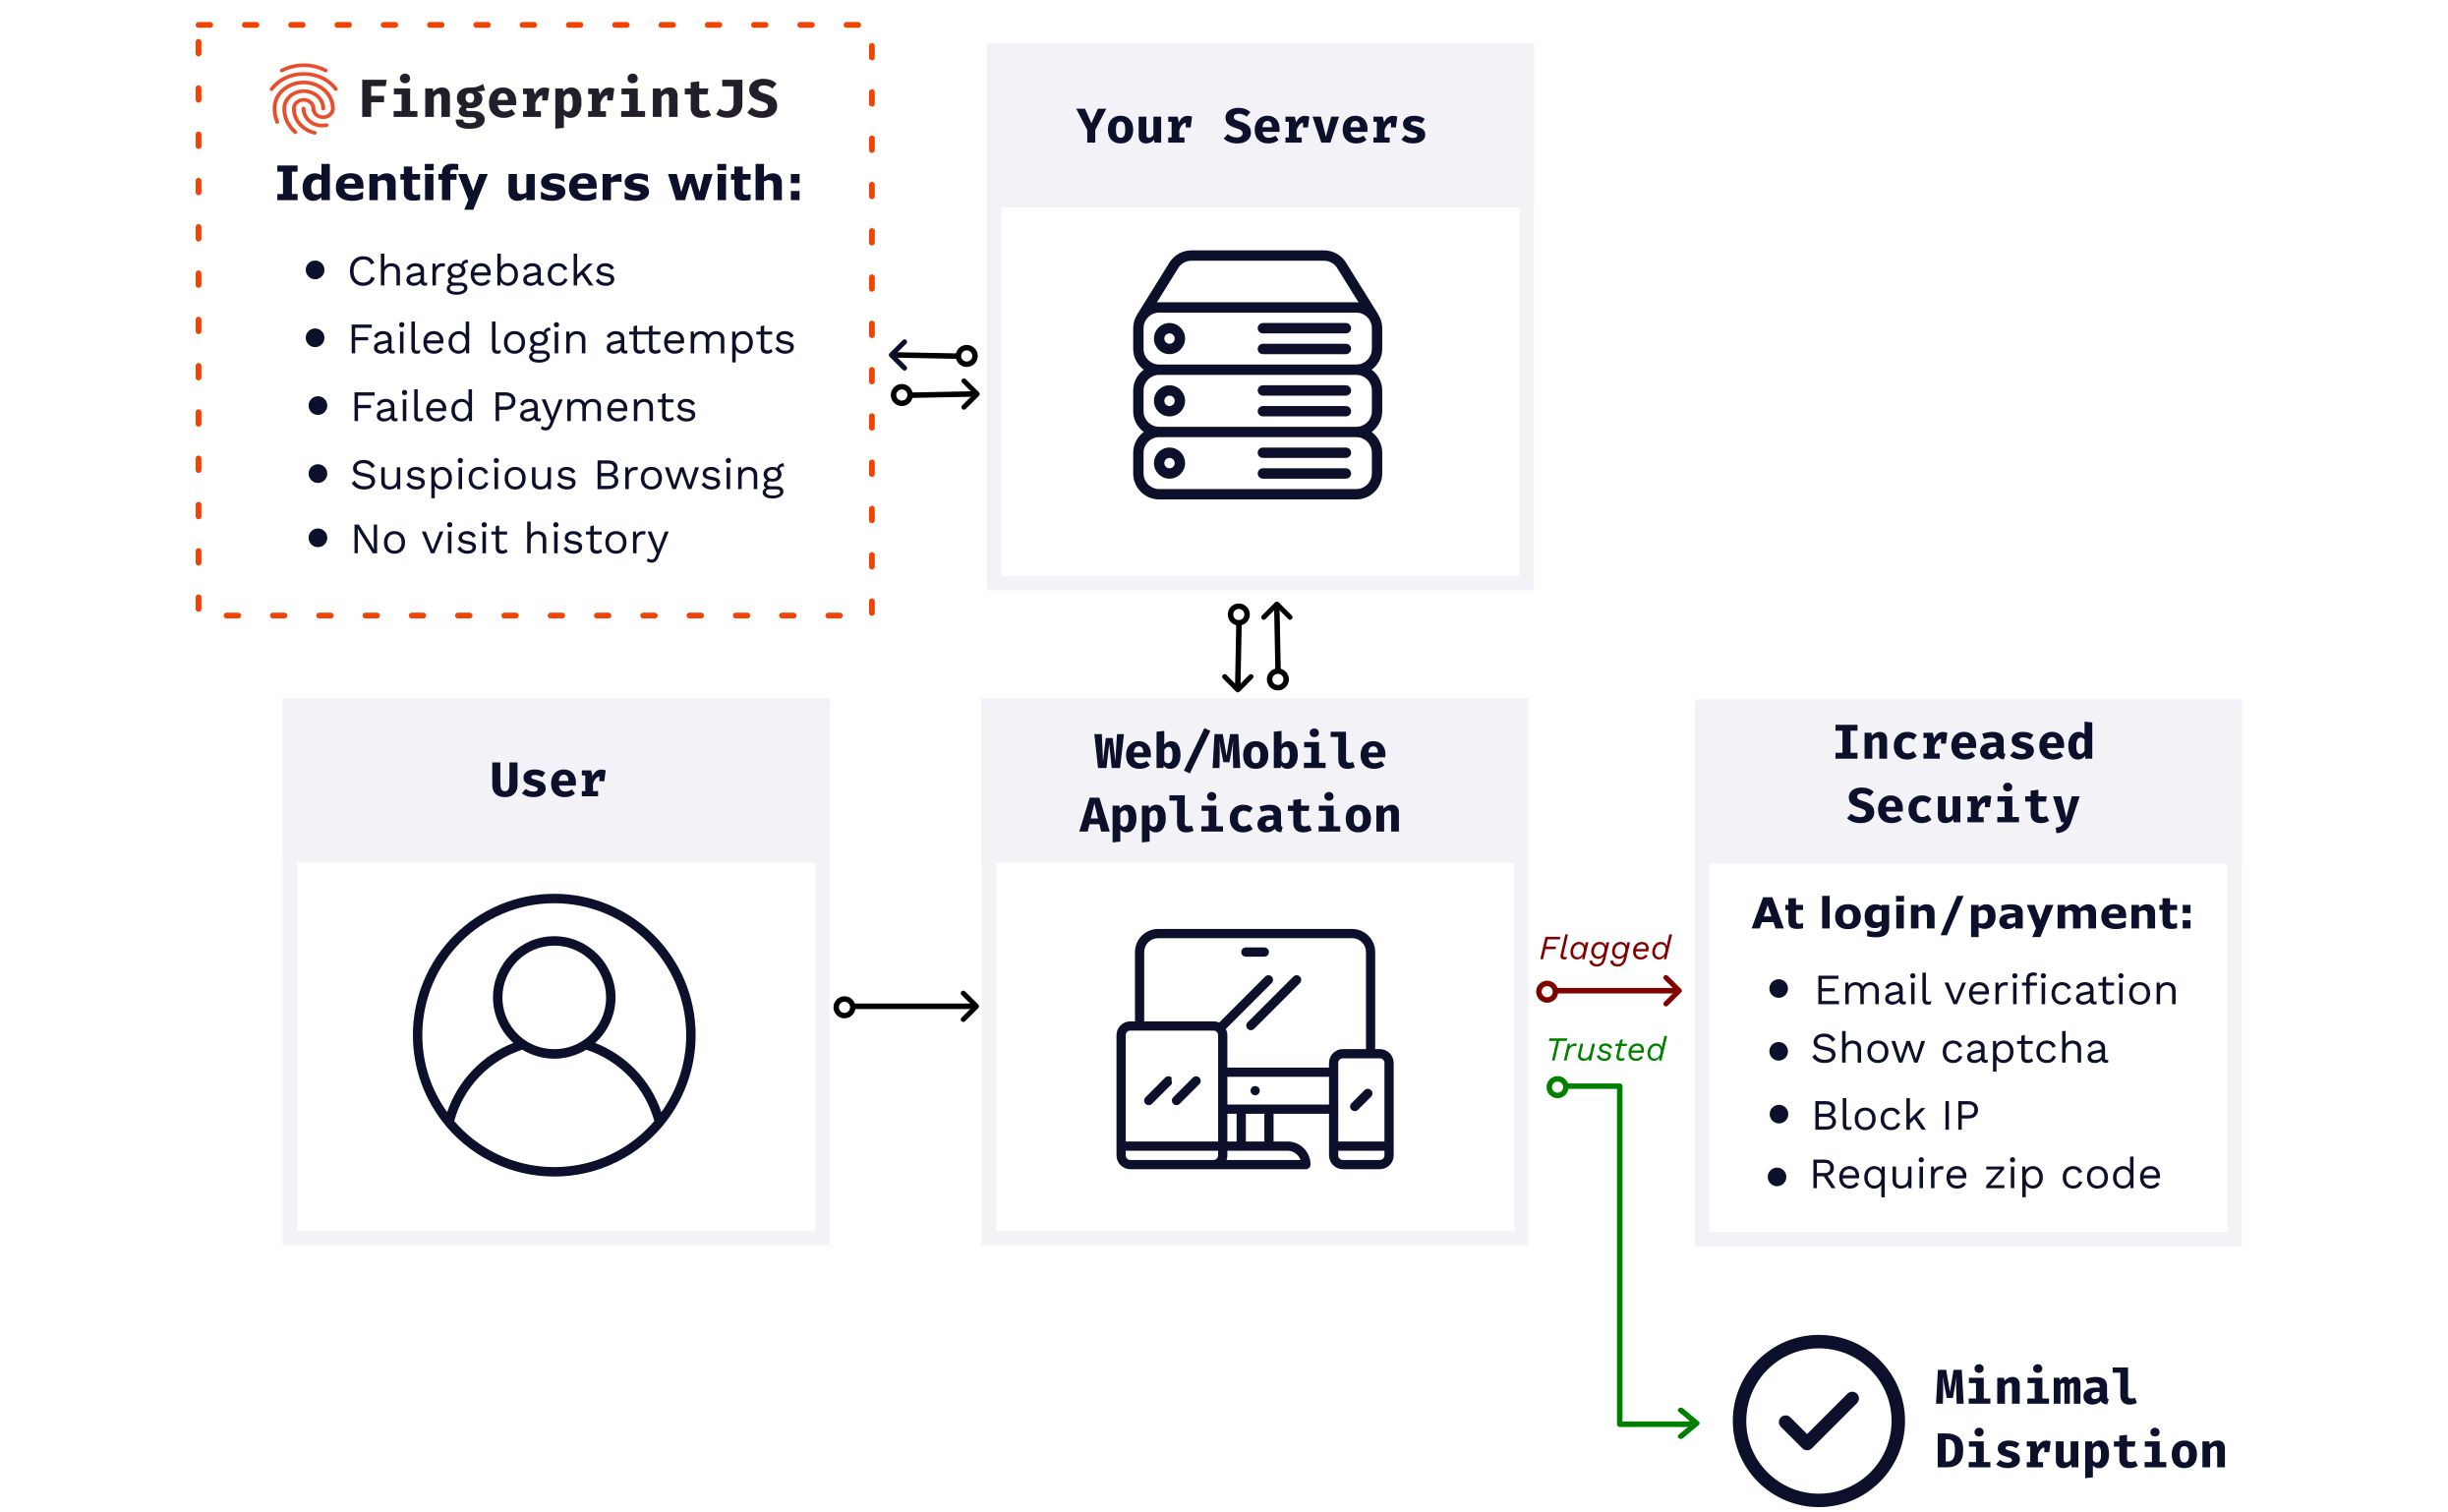 FingerprintJS
Identify users with:
Chargebacks
Failed login attempts
Failed Payments
Suspicious Browsing
No visit history
Your Servers
User
Web/Mobile
Application
Flagged
Trusted
Increased
Security
At login/payment:
Email verification
Show captcha
Block IP
Require zip code
Minimal
Disruption